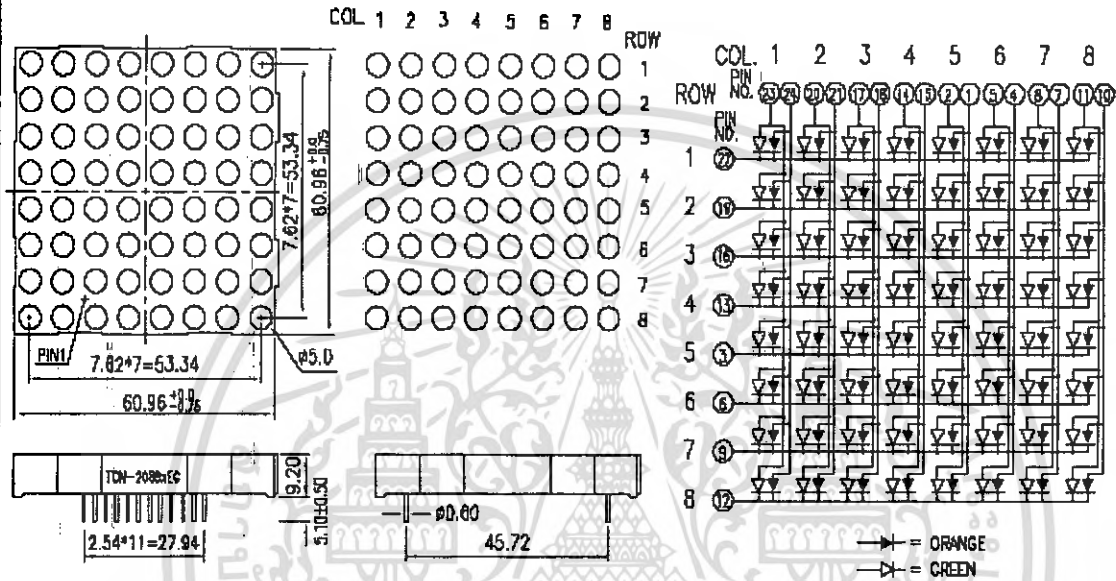 COL 1 2 3 4 5 6 7 8
ROW
1
2
3
4
5
6
7
8
7.62*7=53.34
60.96
PIN1
ø5.0
7.62*7=53.34
60.96
COL. 1 2 3 4 5 6 7 8
PIN NO. 23 24 20 21 17 18 14 15 2 1 5 4 8 7 11 10
ROW
PIN NO.
1 22
2 19
3 16
4 13
5 3
6 6
7 9
8 12
9.20
5.10±0.50
2.54*11=27.94
ø0.60
45.72
= ORANGE
= GREEN